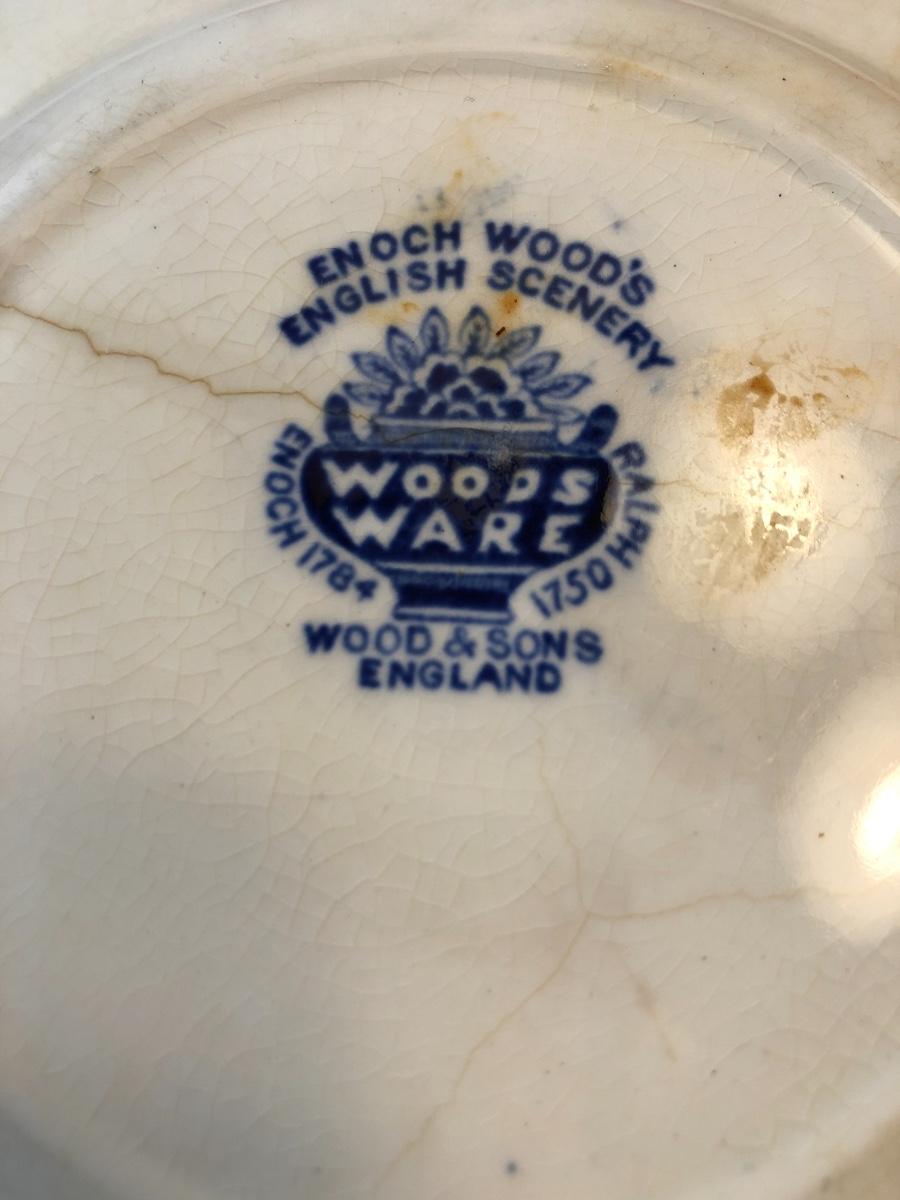 ENOCH WOOD'S
ENGLISH SCENERY
WOODS
WARE
ENOCH 1784
RALPH 1750
WOOD & SONS
ENGLAND